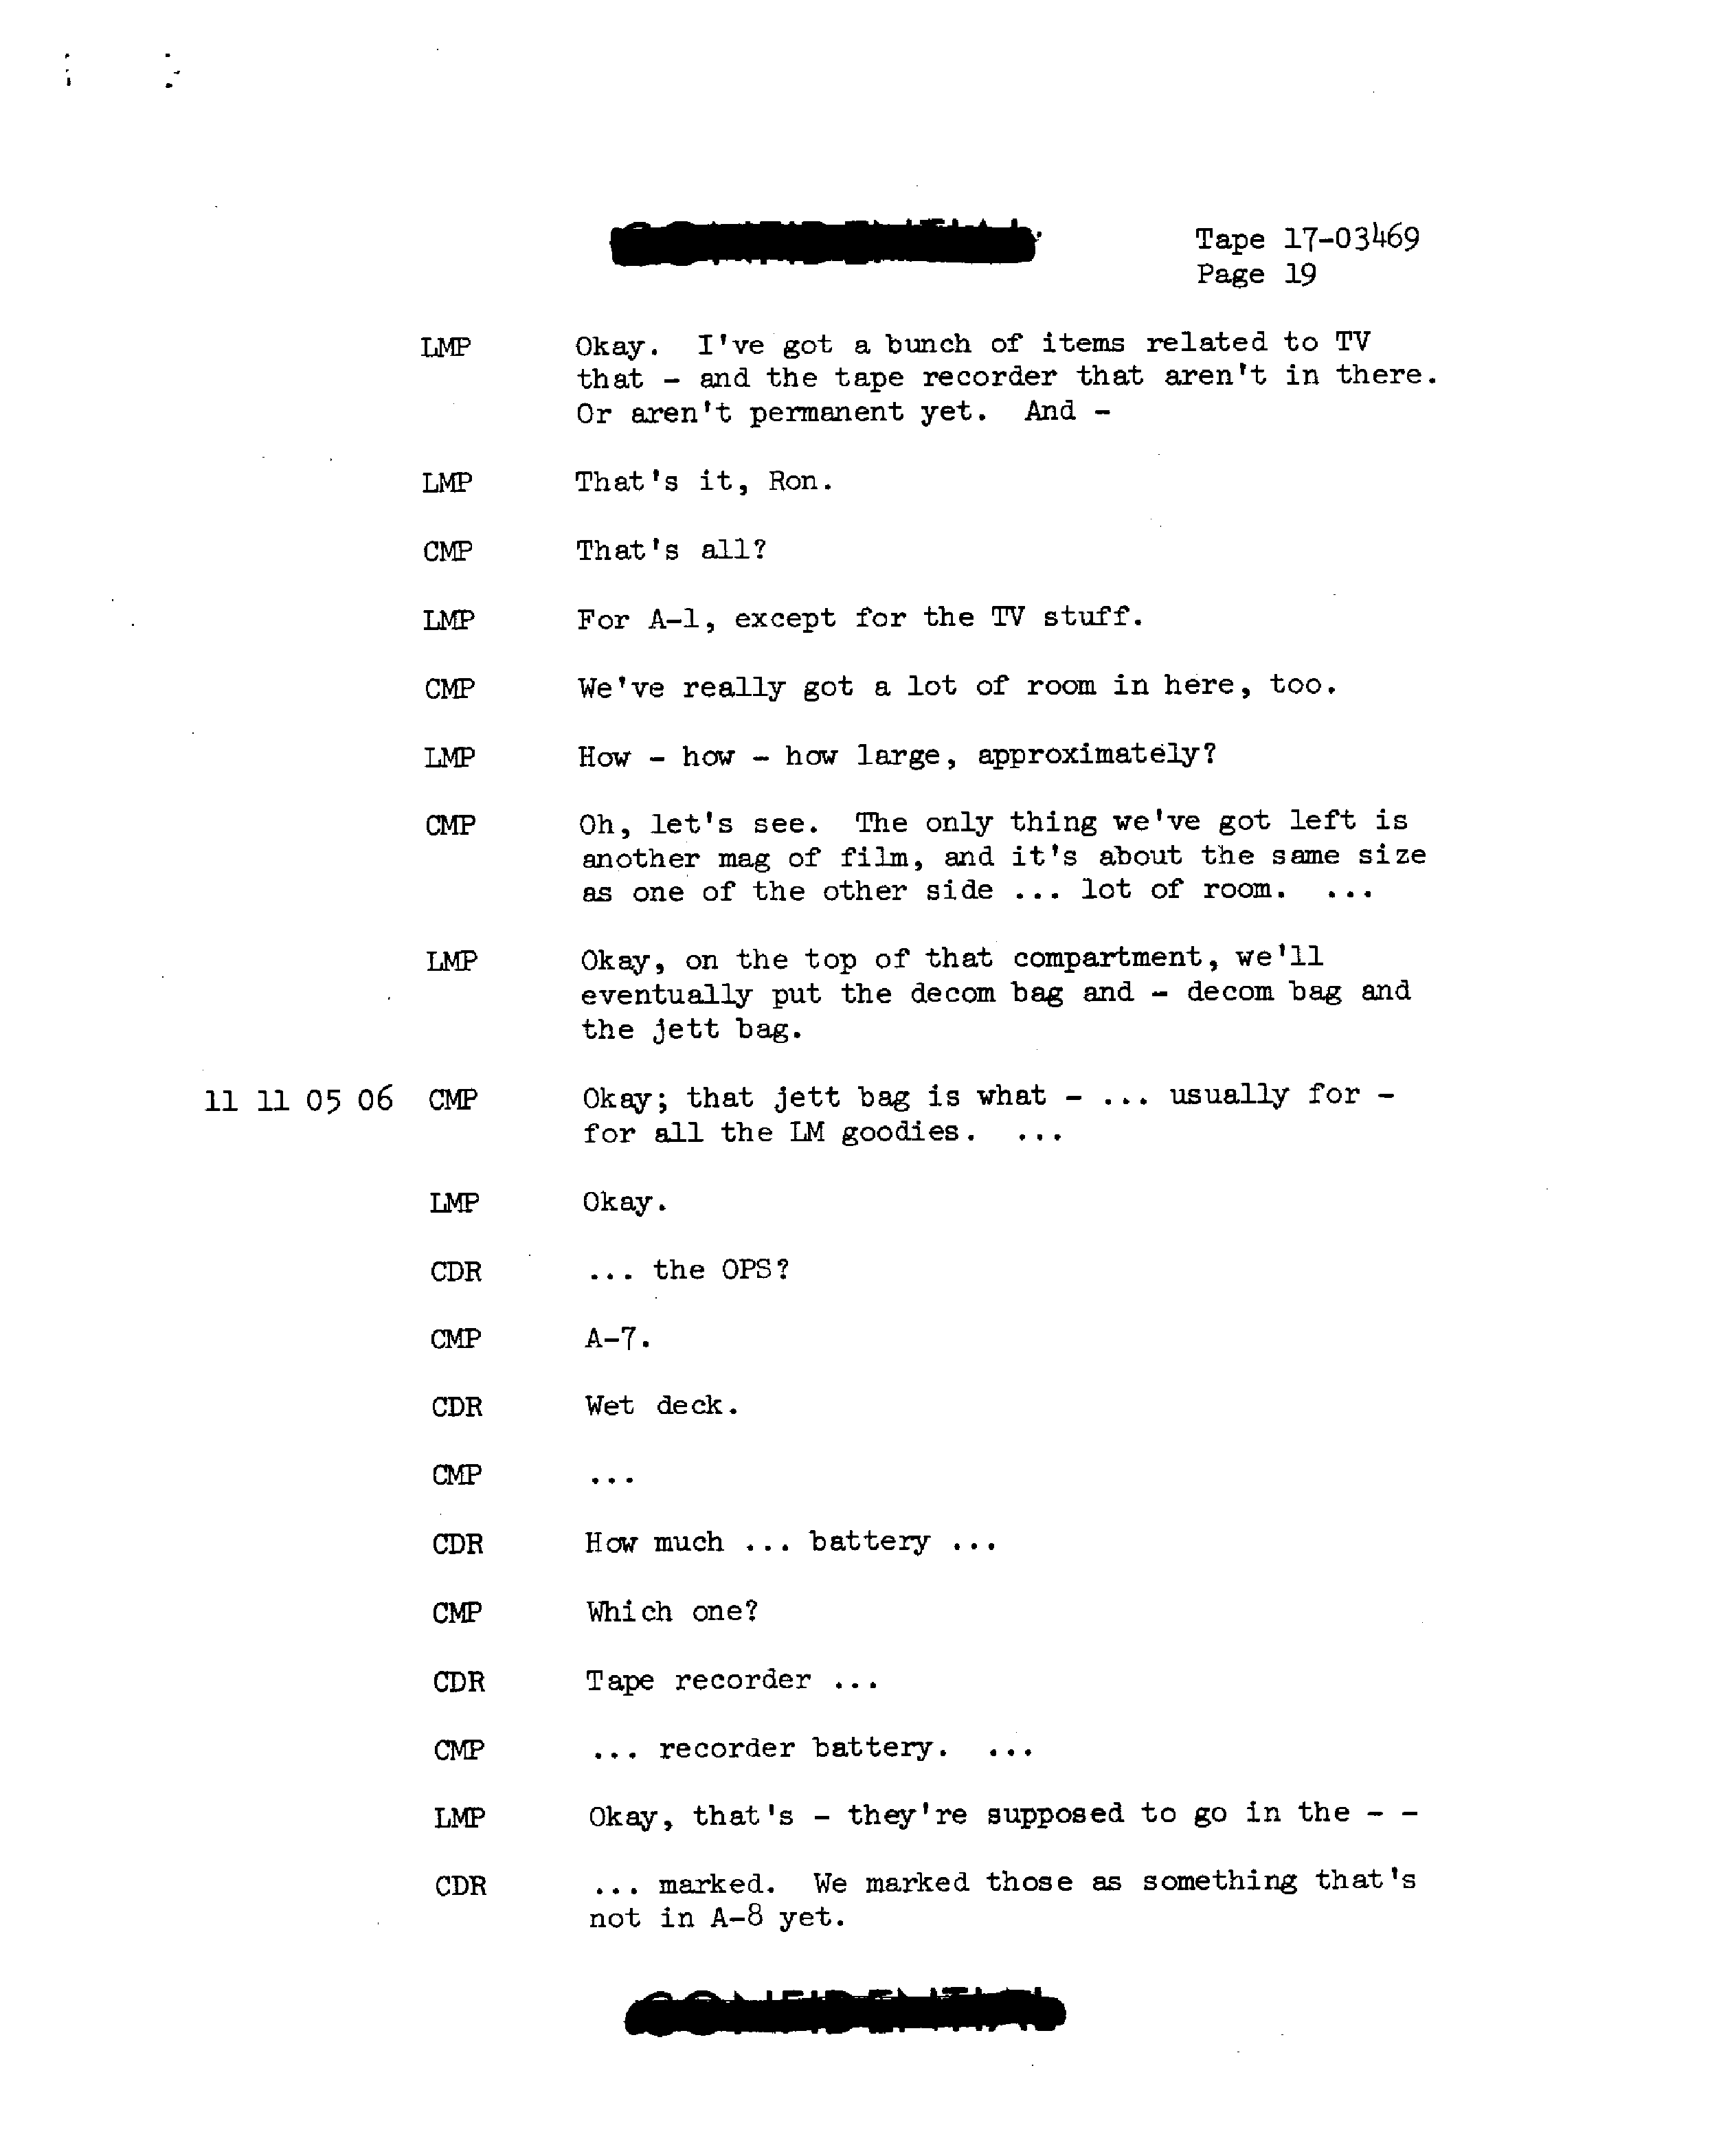 Tape 17-03469
Page 19
LMP Okay. I've got a bunch of items related to TV
that - and the tape recorder that aren't in there.
Or aren't permanent yet. And -
LMP That's it, Ron.
CMP That's all?
LMP For A-1, except for the TV stuff.
CMP We've really got a lot of room in here, too.
LMP How - how - how large, approximately?
CMP Oh, let's see. The only thing we've got left is
another mag of film, and it's about the same size
as one of the other side ... lot of room. ...
LMP Okay, on the top of that compartment, we'll
eventually put the decom bag and - decom bag and
the jett bag.
11 11 05 06 CMP Okay; that jett bag is what - ... usually for -
for all the LM goodies. ...
LMP Okay.
CDR ... the OPS?
CMP A-7.
CDR Wet deck.
CMP ...
CDR How much ... battery ...
CMP Which one?
CDR Tape recorder ...
CMP ... recorder battery. ...
LMP Okay, that's - they're supposed to go in the - -
CDR ... marked. We marked those as something that's
not in A-8 yet.